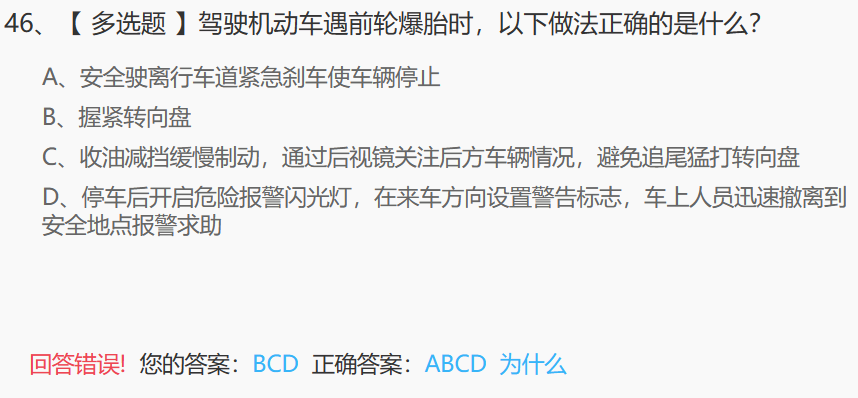 46、【 多选题 】驾驶机动车遇前轮爆胎时，以下做法正确的是什么？
A、安全驶离行车道紧急刹车使车辆停止
B、握紧转向盘
C、收油减挡缓慢制动，通过后视镜关注后方车辆情况，避免追尾猛打转向盘
D、停车后开启危险报警闪光灯，在来车方向设置警告标志，车上人员迅速撤离到
安全地点报警求助
回答错误! 您的答案：BCD 正确答案：ABCD 为什么